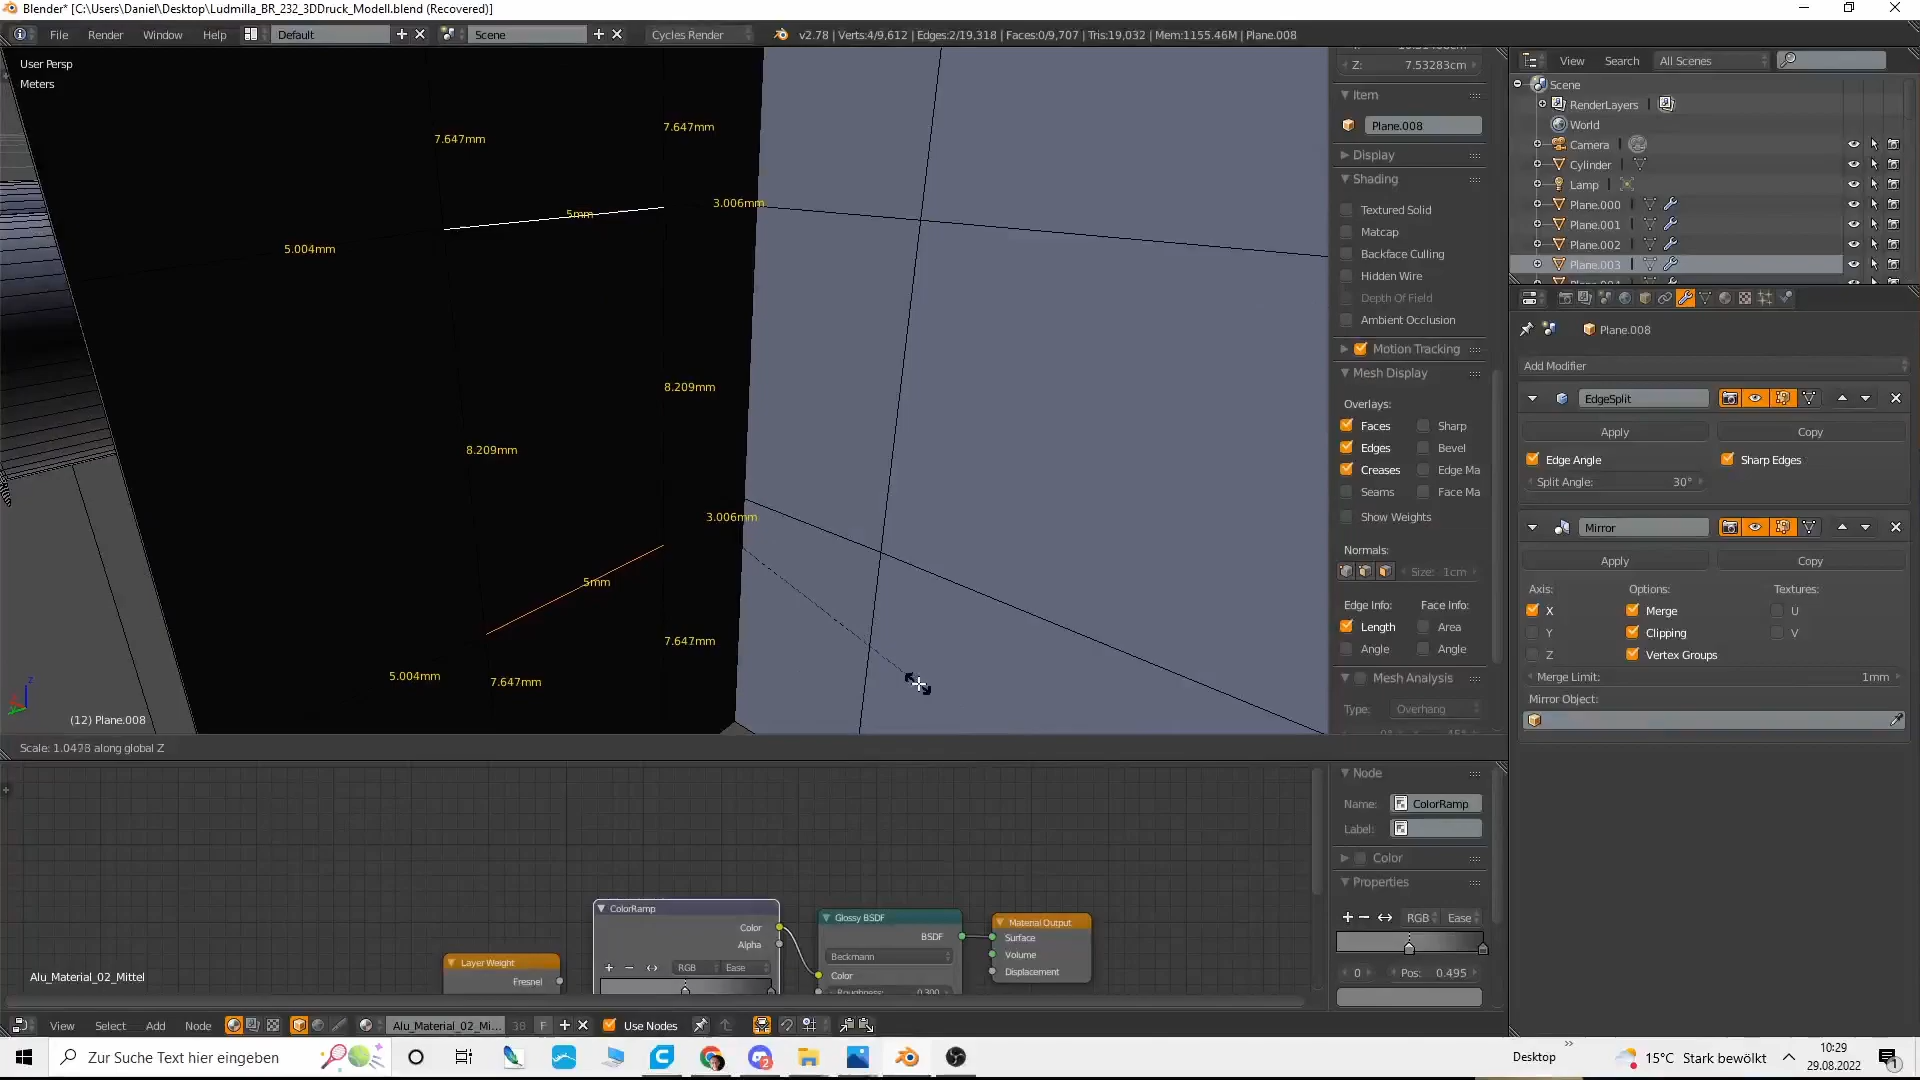 Blender* [C:\Users\Daniel\Desktop\Ludmilla_BR_232_3DDruck_Modell.blend (Recovered)]
File Render Window Help Default Scene Cycles Render v2.78 | Verts:4/9,612 | Edges:2/19,318 | Faces:0/9,707 | Tris:19,032 | Mem:1155.46M | Plane.008
User Persp
Meters
7.647mm
7.647mm
5mm
3.006mm
5.004mm
8.209mm
8.209mm
3.006mm
5mm
7.647mm
5.004mm
7.647mm
(12) Plane.008
Scale: 1.0478 along global Z
Z: 7.53283cm
Item
Plane.008
Display
Shading
Textured Solid
Matcap
Backface Culling
Hidden Wire
Depth Of Field
Ambient Occlusion
Motion Tracking
Mesh Display
Overlays:
Faces Sharp
Edges Bevel
Creases Edge Ma
Seams Face Ma
Show Weights
Normals:
Size: 1cm
Edge Info: Face Info:
Length Area
Angle Angle
Mesh Analysis
Type: Overhang
View Search All Scenes
Scene
RenderLayers
World
Camera
Cylinder
Lamp
Plane.000
Plane.001
Plane.002
Plane.003
Plane.008
Add Modifier
EdgeSplit
Apply Copy
Edge Angle Sharp Edges
Split Angle: 30°
Mirror
Apply Copy
Axis: Options: Textures:
X Merge U
Y Clipping V
Z Vertex Groups
Merge Limit: 1mm
Mirror Object:
Node
Name: ColorRamp
Label:
Color
Properties
RGB Ease
0 Pos: 0.495
ColorRamp
Color
Alpha
RGB Ease
Layer Weight
Fresnel
Glossy BSDF
BSDF
Beckmann
Color
Roughness: 0.300
Material Output
Surface
Volume
Displacement
Alu_Material_02_Mittel
View Select Add Node Alu_Material_02_Mi... 38 F Use Nodes
Zur Suche Text hier eingeben
2
Desktop
15°C Stark bewölkt
10:29
29.08.2022
1